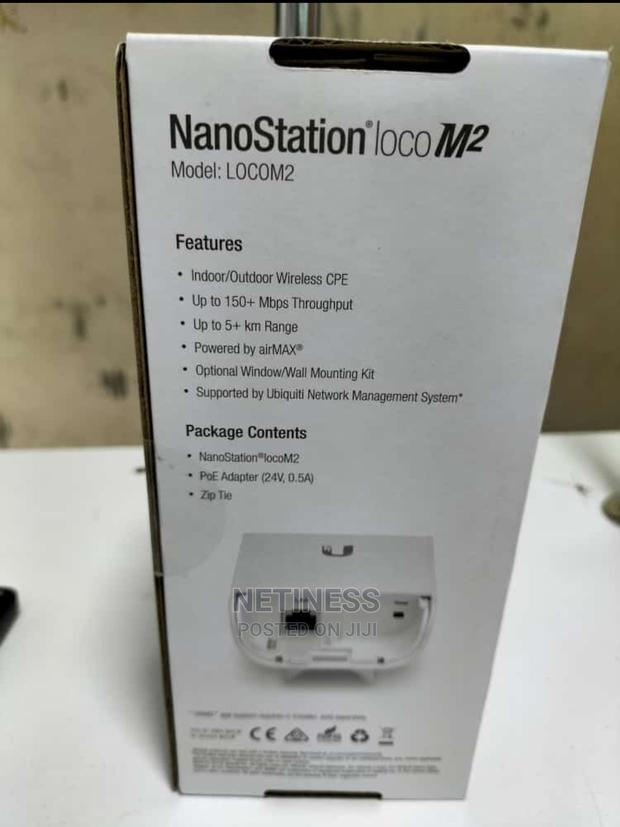 NanoStation® loco M2
Model: LOCOM2
Features
• Indoor/Outdoor Wireless CPE
• Up to 150+ Mbps Throughput
• Up to 5+ km Range
• Powered by airMAX®
• Optional Window/Wall Mounting Kit
• Supported by Ubiquiti Network Management System*
Package Contents
• NanoStation®locoM2
• PoE Adapter (24V, 0.5A)
• Zip Tie
NETINESS
POSTED ON JIJI
CE